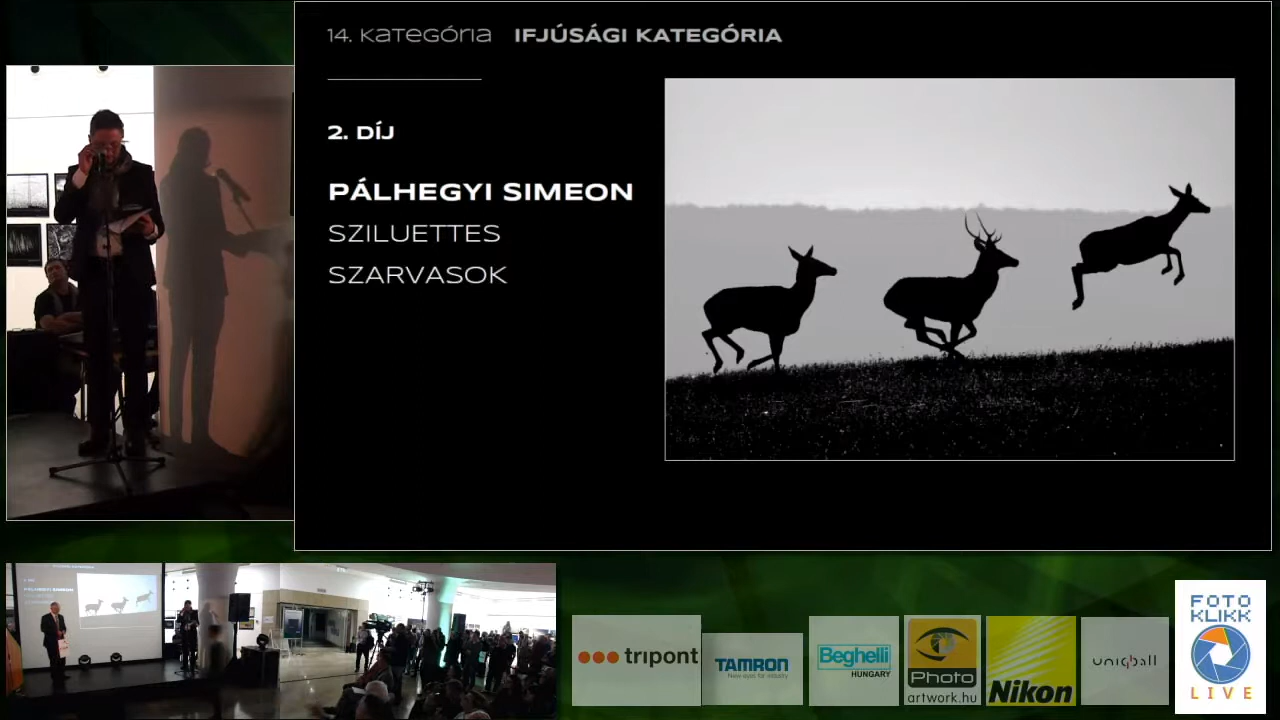 14. kategória IFJÚSÁGI KATEGÓRIA
2. DÍJ
PÁLHEGYI SIMEON
SZILUETTES
SZARVASOK
tripont
TAMRON
New eyes for industry
Beghelli
HUNGARY
Photo
artwork.hu
Nikon
uniqball
FOTO
KLIKK
LIVE